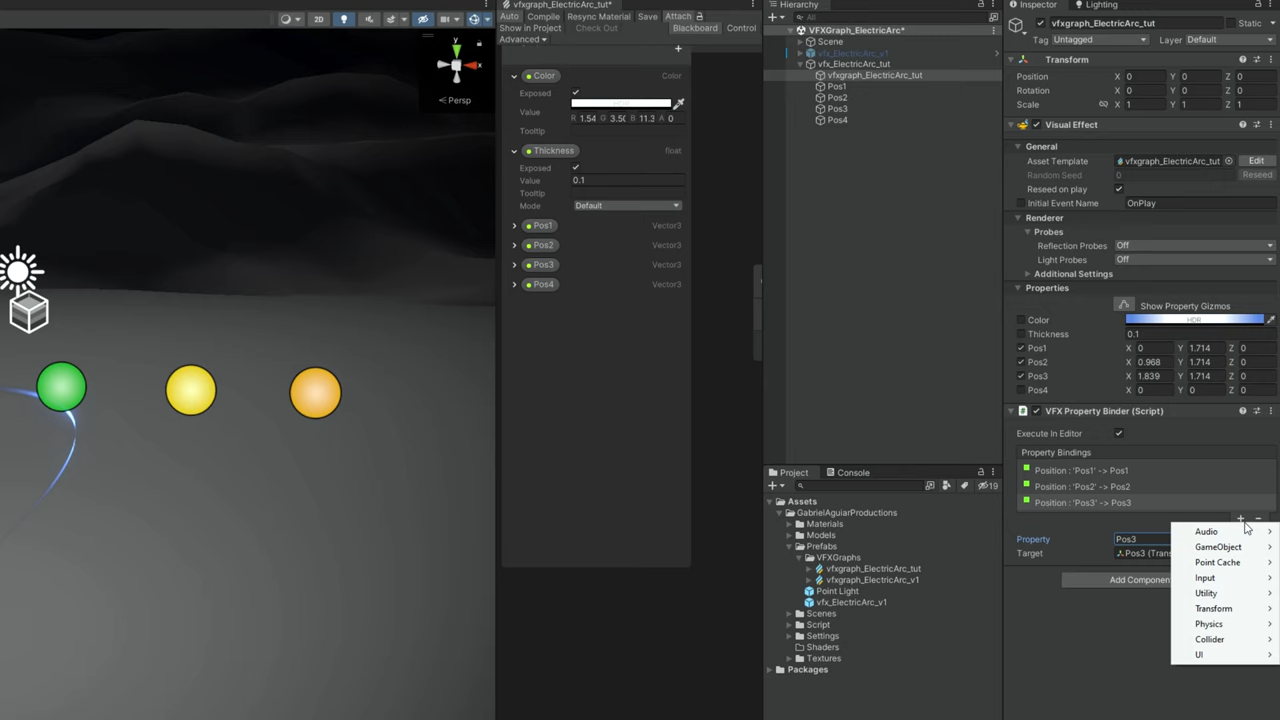 2D
Persp
vfxgraph_ElectricArc_tut*
Auto Compile Resync Material Save Attach
Show in Project Check Out Blackboard Control
Advanced
Color Color
Exposed
Value
R 1.54 G 3.50 B 11.3 A 0
Tooltip
Thickness float
Exposed
Value 0.1
Tooltip
Mode Default
Pos1 Vector3
Pos2 Vector3
Pos3 Vector3
Pos4 Vector3
Hierarchy
All
VFXGraph_ElectricArc*
Scene
vfx_ElectricArc_v1
vfx_ElectricArc_tut
vfxgraph_ElectricArc_tut
Pos1
Pos2
Pos3
Pos4
Project Console
19
Assets
GabrielAguiarProductions
Materials
Models
Prefabs
VFXGraphs
vfxgraph_ElectricArc_tut
vfxgraph_ElectricArc_v1
Point Light
vfx_ElectricArc_v1
Scenes
Script
Settings
Shaders
Textures
Packages
Inspector Lighting
vfxgraph_ElectricArc_tut Static
Tag Untagged Layer Default
Transform
Position X 0 Y 0 Z 0
Rotation X 0 Y 0 Z 0
Scale X 1 Y 1 Z 1
Visual Effect
General
Asset Template vfxgraph_ElectricArc_tut Edit
Random Seed 0 Reseed
Reseed on play
Initial Event Name OnPlay
Renderer
Probes
Reflection Probes Off
Light Probes Off
Additional Settings
Properties
Show Property Gizmos
Color HDR
Thickness 0.1
Pos1 X 0 Y 1.714 Z 0
Pos2 X 0.968 Y 1.714 Z 0
Pos3 X 1.839 Y 1.714 Z 0
Pos4 X 0 Y 0 Z 0
VFX Property Binder (Script)
Execute In Editor
Property Bindings
Position : 'Pos1' -> Pos1
Position : 'Pos2' -> Pos2
Position : 'Pos3' -> Pos3
Property Pos3
Target Pos3 (Tran
Add Componen
Audio
GameObject
Point Cache
Input
Utility
Transform
Physics
Collider
UI